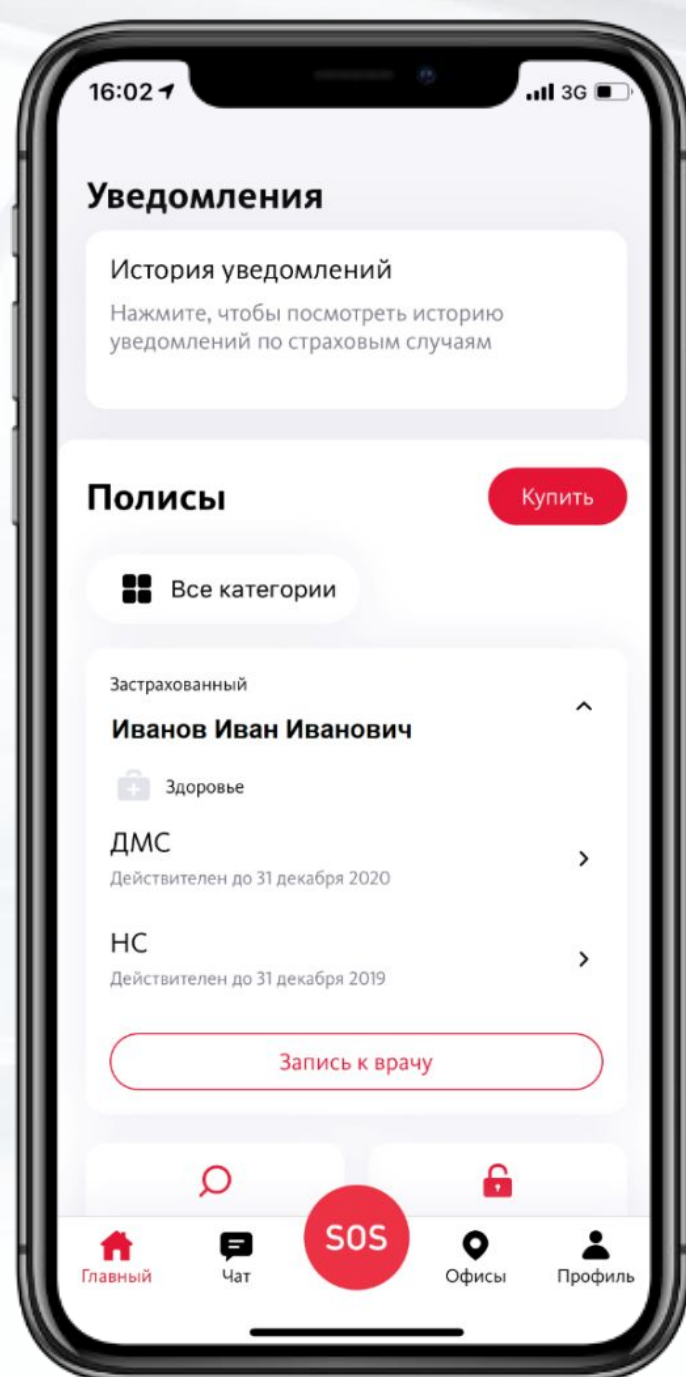 16:02
3G
Уведомления
История уведомлений
Нажмите, чтобы посмотреть историю
уведомлений по страховым случаям
Полисы
Купить
Все категории
Застрахованный
Иванов Иван Иванович
Здоровье
ДМС
Действителен до 31 декабря 2020
НС
Действителен до 31 декабря 2019
Запись к врачу
SOS
Главный
Чат
Офисы
Профиль